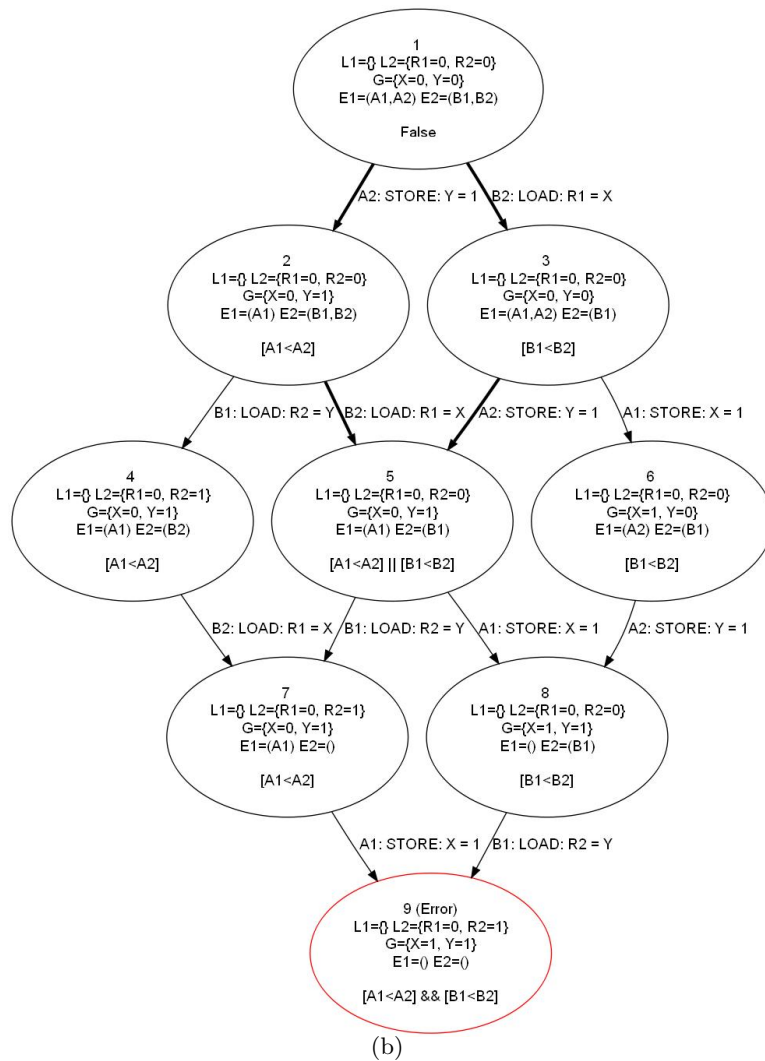 1
L1={} L2={R1=0, R2=0}
G={X=0, Y=0}
E1=(A1,A2) E2=(B1,B2)
False
A2: STORE: Y = 1
B2: LOAD: R1 = X
2
L1={} L2={R1=0, R2=0}
G={X=0, Y=1}
E1=(A1) E2=(B1,B2)
[A1<A2]
3
L1={} L2={R1=0, R2=0}
G={X=0, Y=0}
E1=(A1,A2) E2=(B1)
[B1<B2]
B1: LOAD: R2 = Y
B2: LOAD: R1 = X
A2: STORE: Y = 1
A1: STORE: X = 1
4
L1={} L2={R1=0, R2=1}
G={X=0, Y=1}
E1=(A1) E2=(B2)
[A1<A2]
5
L1={} L2={R1=0, R2=0}
G={X=0, Y=1}
E1=(A1) E2=(B1)
[A1<A2] || [B1<B2]
6
L1={} L2={R1=0, R2=0}
G={X=1, Y=0}
E1=(A2) E2=(B1)
[B1<B2]
B2: LOAD: R1 = X
B1: LOAD: R2 = Y
A1: STORE: X = 1
A2: STORE: Y = 1
7
L1={} L2={R1=0, R2=1}
G={X=0, Y=1}
E1=(A1) E2=()
[A1<A2]
8
L1={} L2={R1=0, R2=0}
G={X=1, Y=1}
E1=() E2=(B1)
[B1<B2]
A1: STORE: X = 1
B1: LOAD: R2 = Y
9 (Error)
L1={} L2={R1=0, R2=1}
G={X=1, Y=1}
E1=() E2=()
[A1<A2] && [B1<B2]
(b)